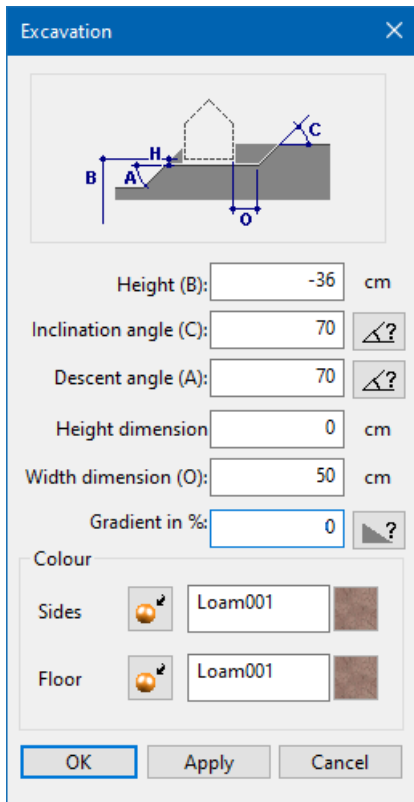 Excavation
C
H
B
A
O
Height (B): -36 cm
Inclination angle (C): 70 ?
Descent angle (A): 70 ?
Height dimension 0 cm
Width dimension (O): 50 cm
Gradient in %: 0 ?
Colour
Sides Loam001
Floor Loam001
OK Apply Cancel